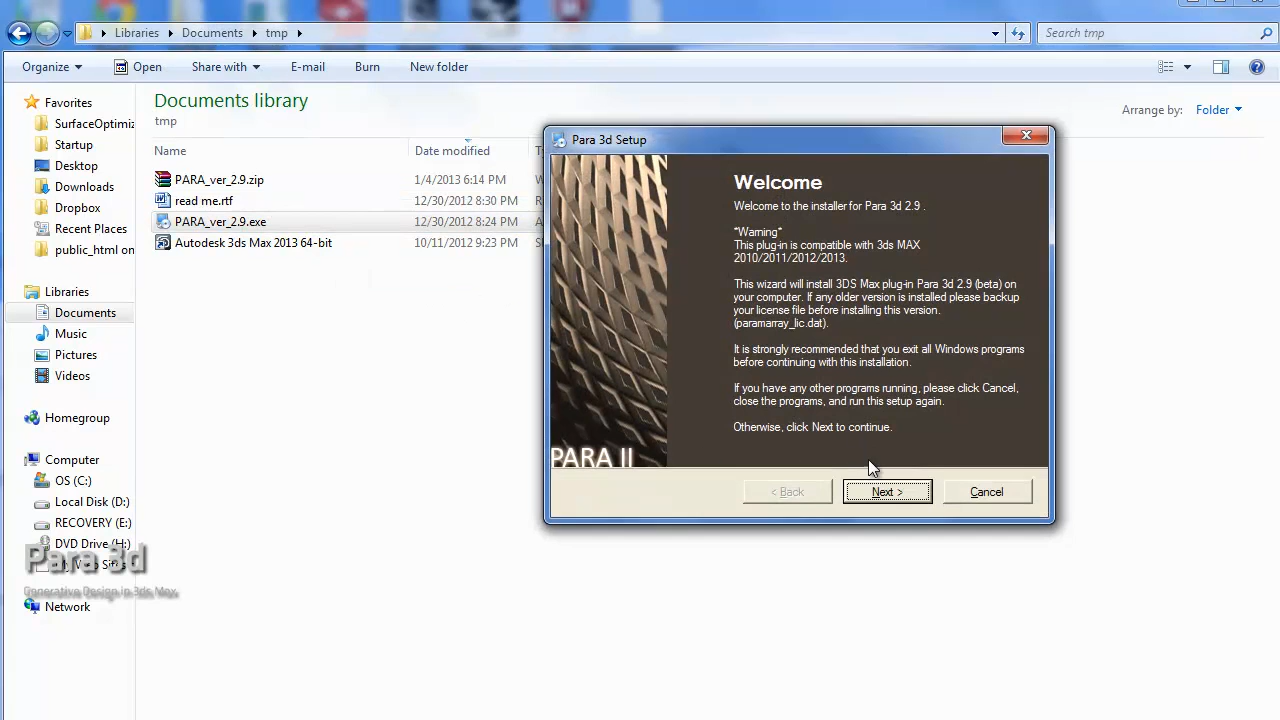 Libraries Documents tmp
Search tmp
Organize Open Share with E-mail Burn New folder
Favorites
SurfaceOptimiz
Startup
Desktop
Downloads
Dropbox
Recent Places
public_html on
Libraries
Documents
Music
Pictures
Videos
Homegroup
Computer
OS (C:)
Local Disk (D:)
RECOVERY (E:)
DVD Drive (H:)
Network
Para 3d
Generative Design in 3ds Max
Documents library
tmp
Arrange by: Folder
Name Date modified
PARA_ver_2.9.zip 1/4/2013 6:14 PM
read me.rtf 12/30/2012 8:30 PM
PARA_ver_2.9.exe 12/30/2012 8:24 PM
Autodesk 3ds Max 2013 64-bit 10/11/2012 9:23 PM
Para 3d Setup
PARA II
Welcome
Welcome to the installer for Para 3d 2.9 .
*Warning*
This plug-in is compatible with 3ds MAX
2010/2011/2012/2013.
This wizard will install 3DS Max plug-in Para 3d 2.9 (beta) on
your computer. If any older version is installed please backup
your license file before installing this version.
(paramarray_lic.dat).
It is strongly recommended that you exit all Windows programs
before continuing with this installation.
If you have any other programs running, please click Cancel,
close the programs, and run this setup again.
Otherwise, click Next to continue.
< Back Next > Cancel